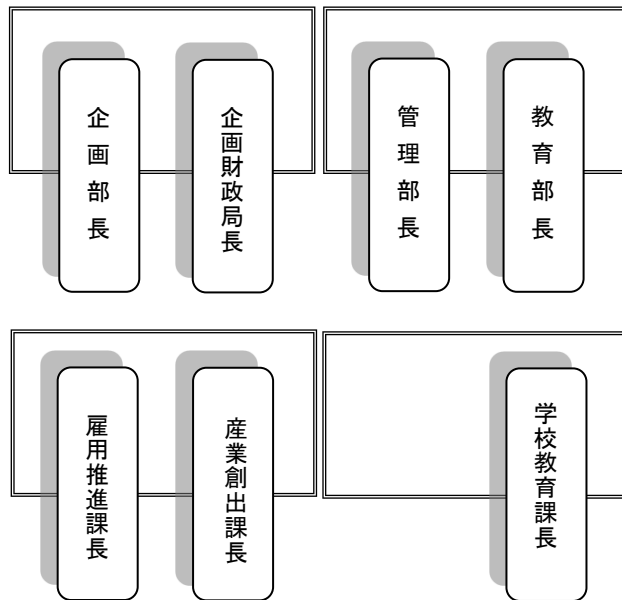 企画部長
企画財政局長
管理部長
教育部長
雇用推進課長
産業創出課長
学校教育課長